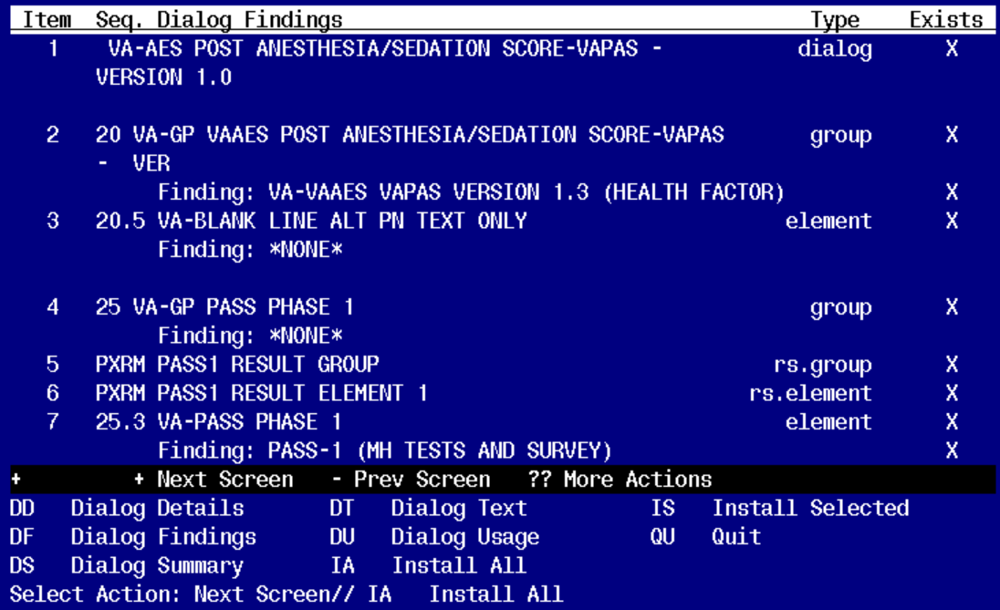 Item Seq. Dialog Findings Type Exists
1 VA-AES POST ANESTHESIA/SEDATION SCORE-VAPAS - dialog X
VERSION 1.0
2 20 VA-GP VAAES POST ANESTHESIA/SEDATION SCORE-VAPAS group X
- VER
Finding: VA-VAAES VAPAS VERSION 1.3 (HEALTH FACTOR) X
3 20.5 VA-BLANK LINE ALT PN TEXT ONLY element X
Finding: *NONE*
4 25 VA-GP PASS PHASE 1 group X
Finding: *NONE*
5 PXRM PASS1 RESULT GROUP rs.group X
6 PXRM PASS1 RESULT ELEMENT 1 rs.element X
7 25.3 VA-PASS PHASE 1 element X
Finding: PASS-1 (MH TESTS AND SURVEY) X
+ + Next Screen - Prev Screen ?? More Actions
DD Dialog Details DT Dialog Text IS Install Selected
DF Dialog Findings DU Dialog Usage QU Quit
DS Dialog Summary IA Install All
Select Action: Next Screen// IA Install All